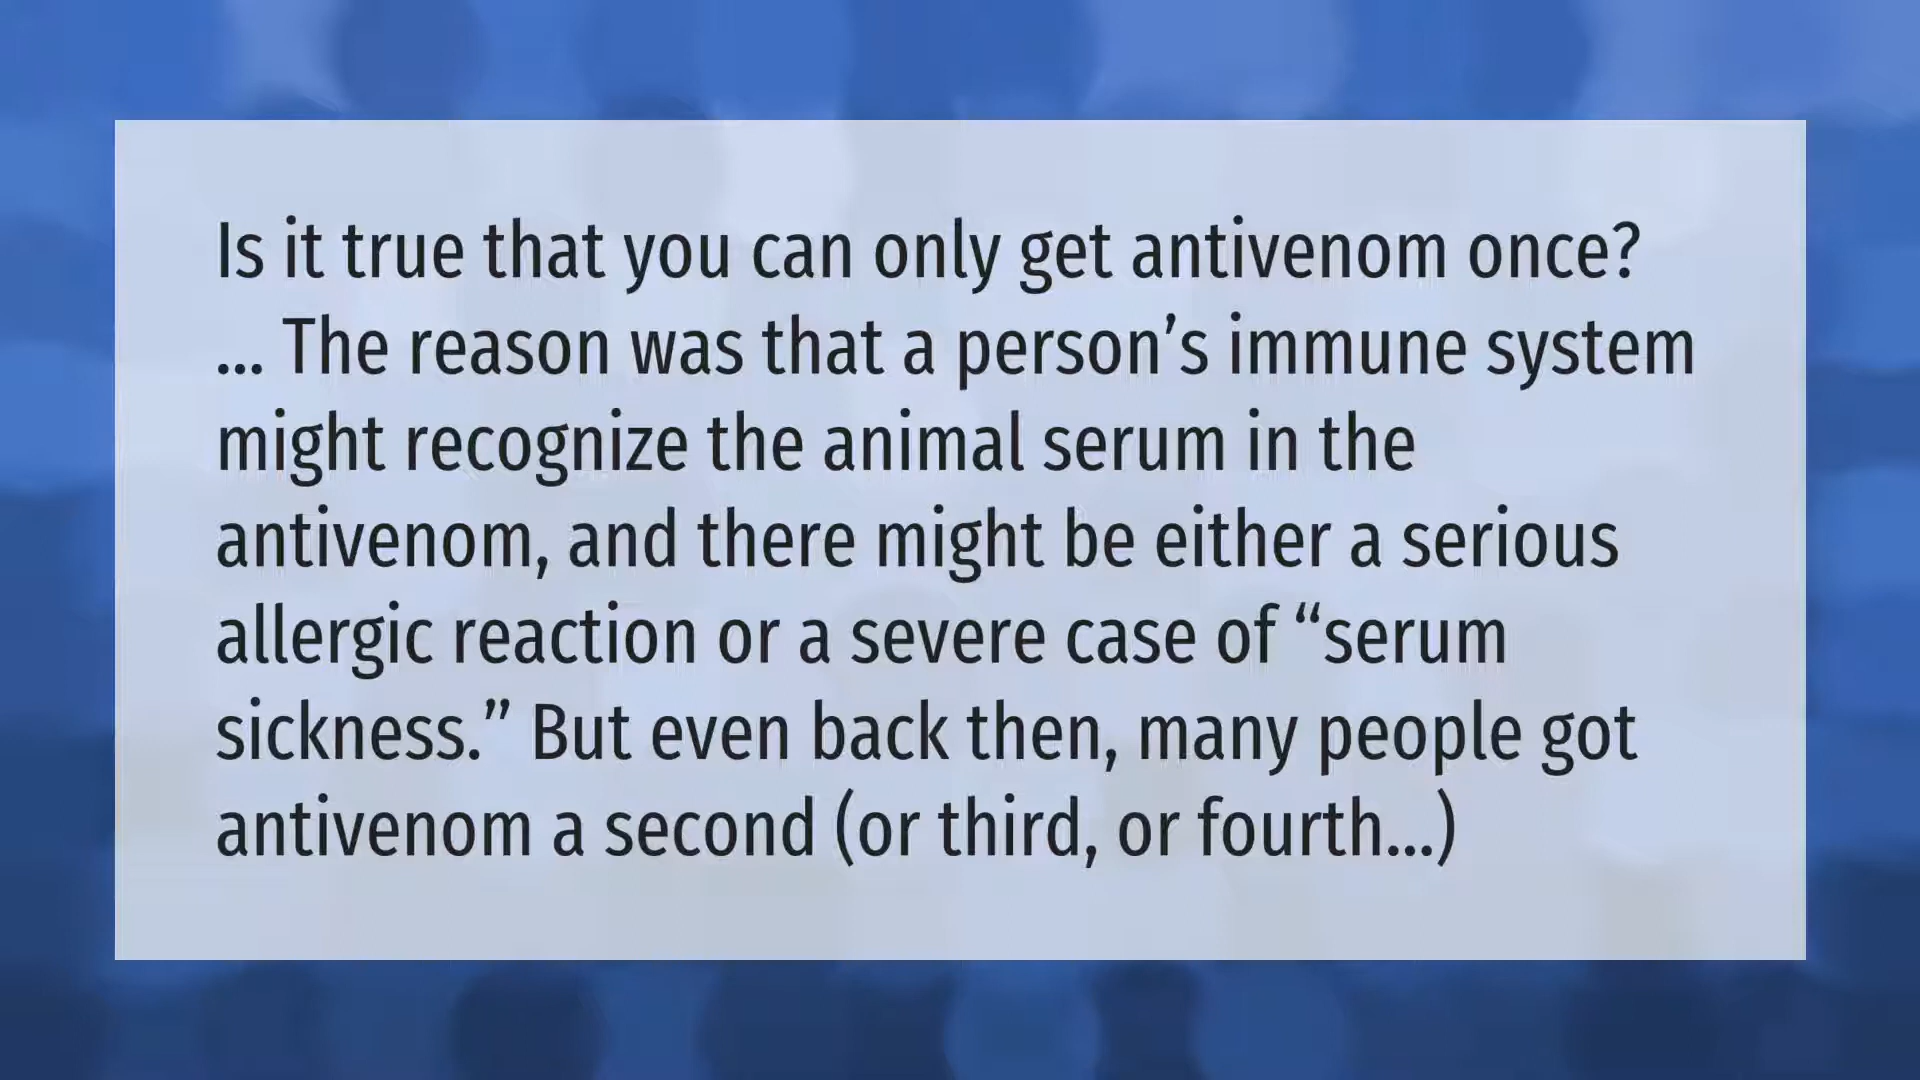 Is it true that you can only get antivenom once?
... The reason was that a person’s immune system
might recognize the animal serum in the
antivenom, and there might be either a serious
allergic reaction or a severe case of “serum
sickness.” But even back then, many people got
antivenom a second (or third, or fourth...)